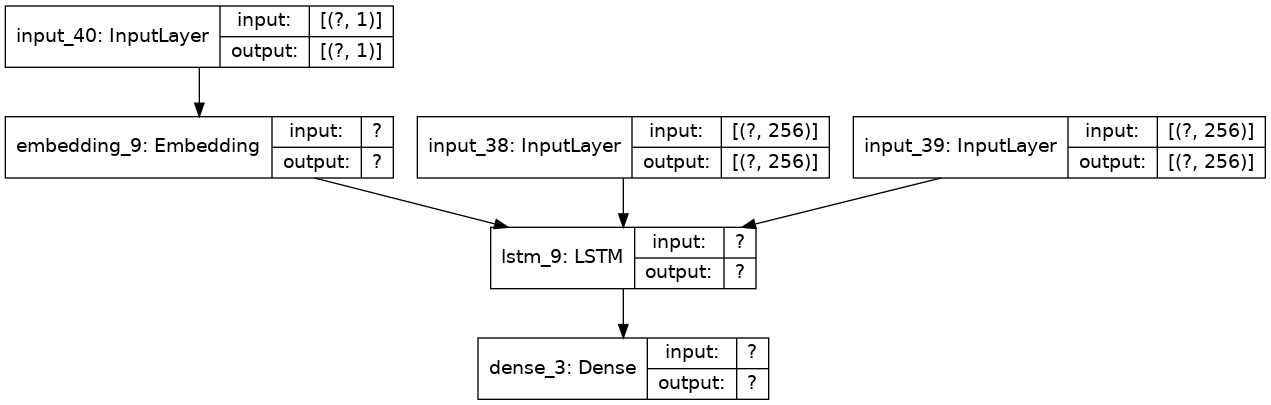 input_40: InputLayer
input: [(?, 1)]
output: [(?, 1)]
embedding_9: Embedding
input: ?
output: ?
input_38: InputLayer
input: [(?, 256)]
output: [(?, 256)]
input_39: InputLayer
input: [(?, 256)]
output: [(?, 256)]
lstm_9: LSTM
input: ?
output: ?
dense_3: Dense
input: ?
output: ?